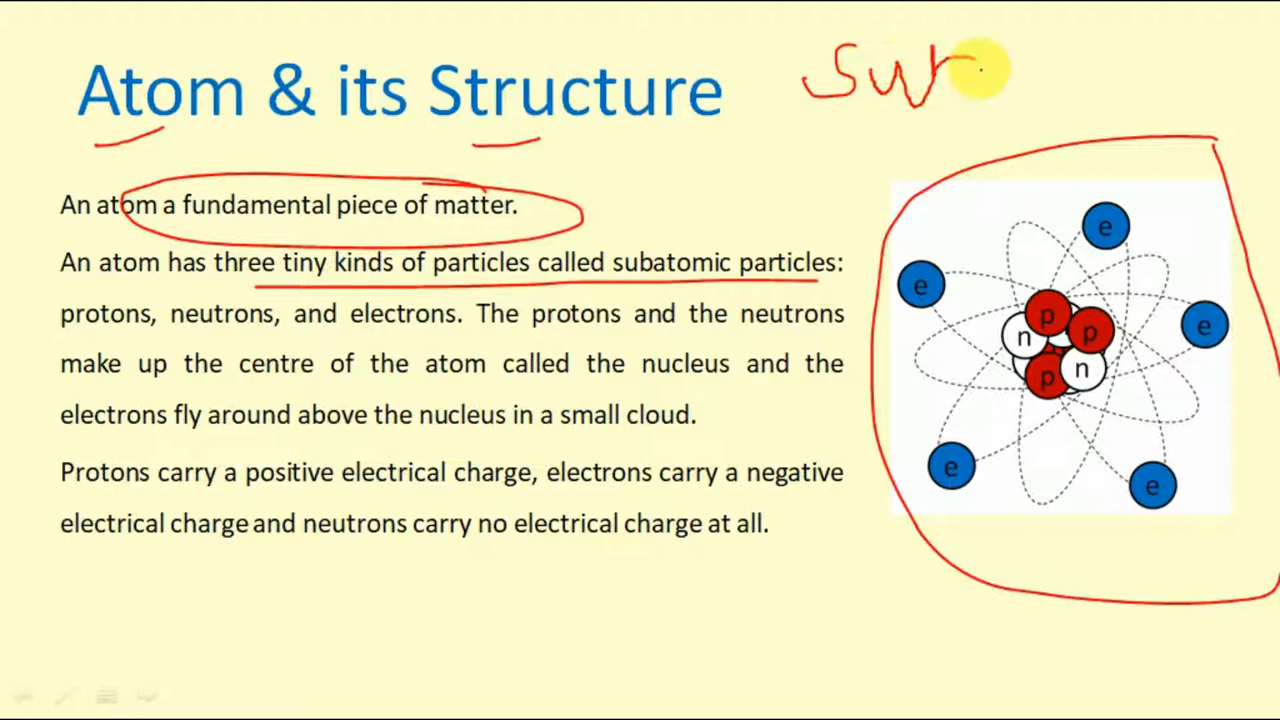 Atom & its Structure
An atom a fundamental piece of matter.
An atom has three tiny kinds of particles called subatomic particles:
protons, neutrons, and electrons. The protons and the neutrons
make up the centre of the atom called the nucleus and the
electrons fly around above the nucleus in a small cloud.
Protons carry a positive electrical charge, electrons carry a negative
electrical charge and neutrons carry no electrical charge at all.
e
e
e
p
p
n
n
p
e
e